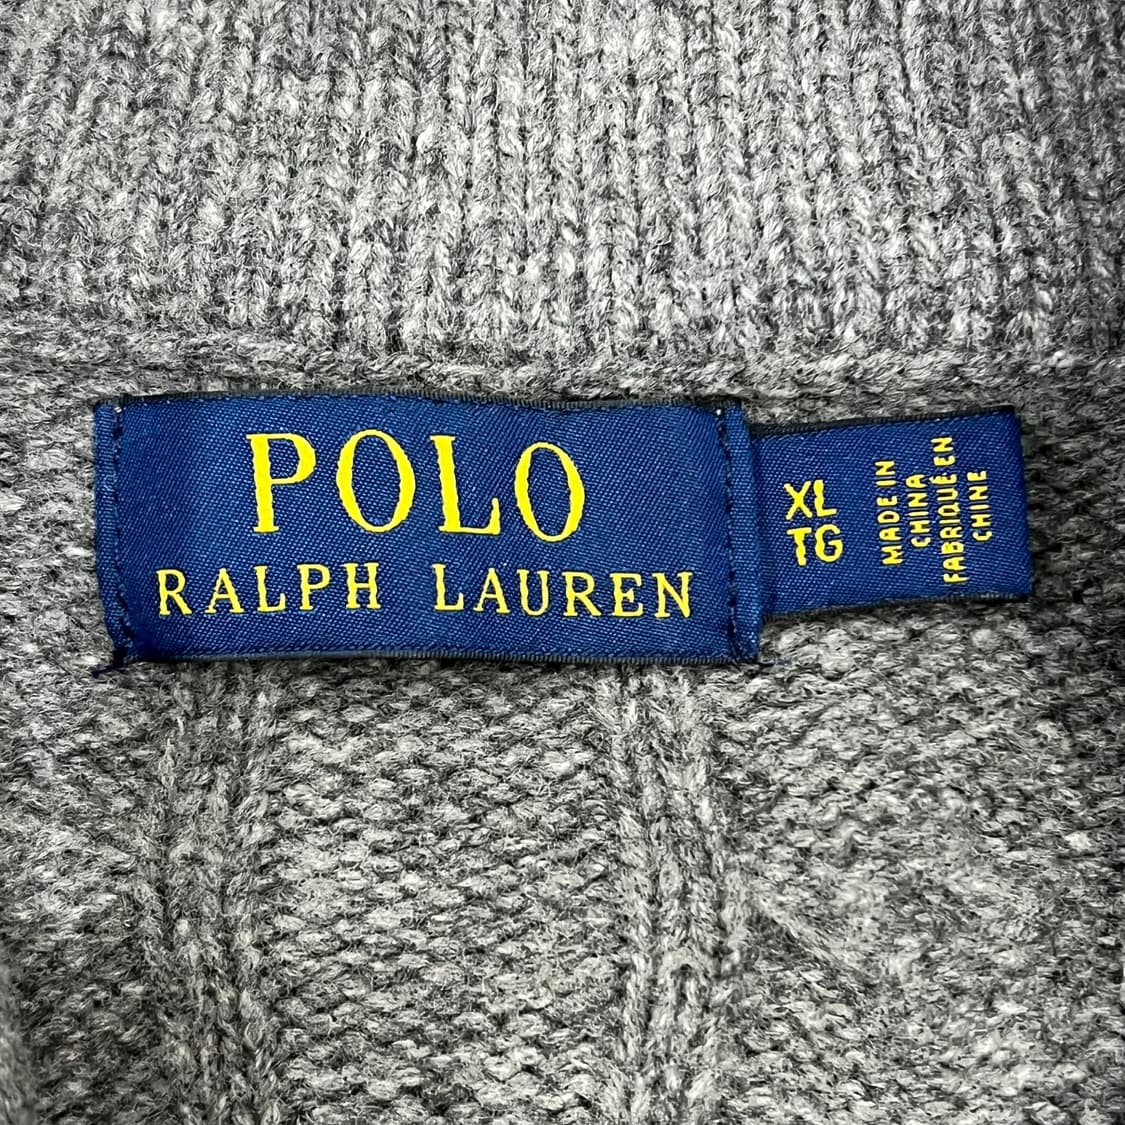 POLO
RALPH LAUREN
XL
TG
MADE IN
CHINA
FABRIQUÉ EN
CHINE